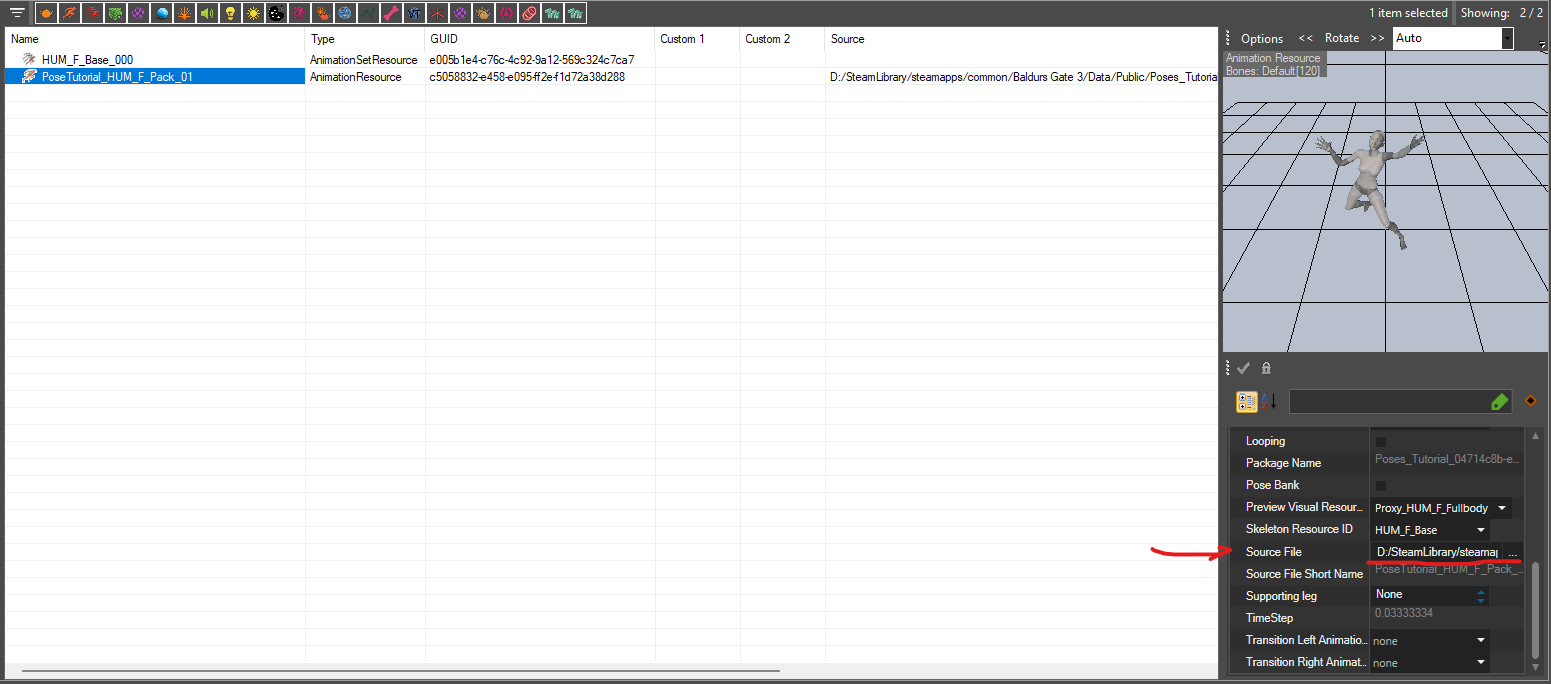 1 item selected Showing: 2 / 2
Name Type GUID Custom 1 Custom 2 Source
HUM_F_Base_000 AnimationSetResource e005b1e4-c76c-4c92-9a12-569c324c7ca7
PoseTutorial_HUM_F_Pack_01 AnimationResource c5058832-e458-e095-ff2e-f1d72a38d288 D:/SteamLibrary/steamapps/common/Baldurs Gate 3/Data/Public/Poses_Tutoria
Options << Rotate >> Auto
Animation Resource
Bones: Default[120]
Looping
Package Name Poses_Tutorial_04714c8b-e...
Pose Bank
Preview Visual Resour... Proxy_HUM_F_Fullbody
Skeleton Resource ID HUM_F_Base
Source File D:/SteamLibrary/steamap ...
Source File Short Name PoseTutorial_HUM_F_Pack_...
Supporting leg None
TimeStep 0.03333334
Transition Left Animatio... none
Transition Right Animat... none